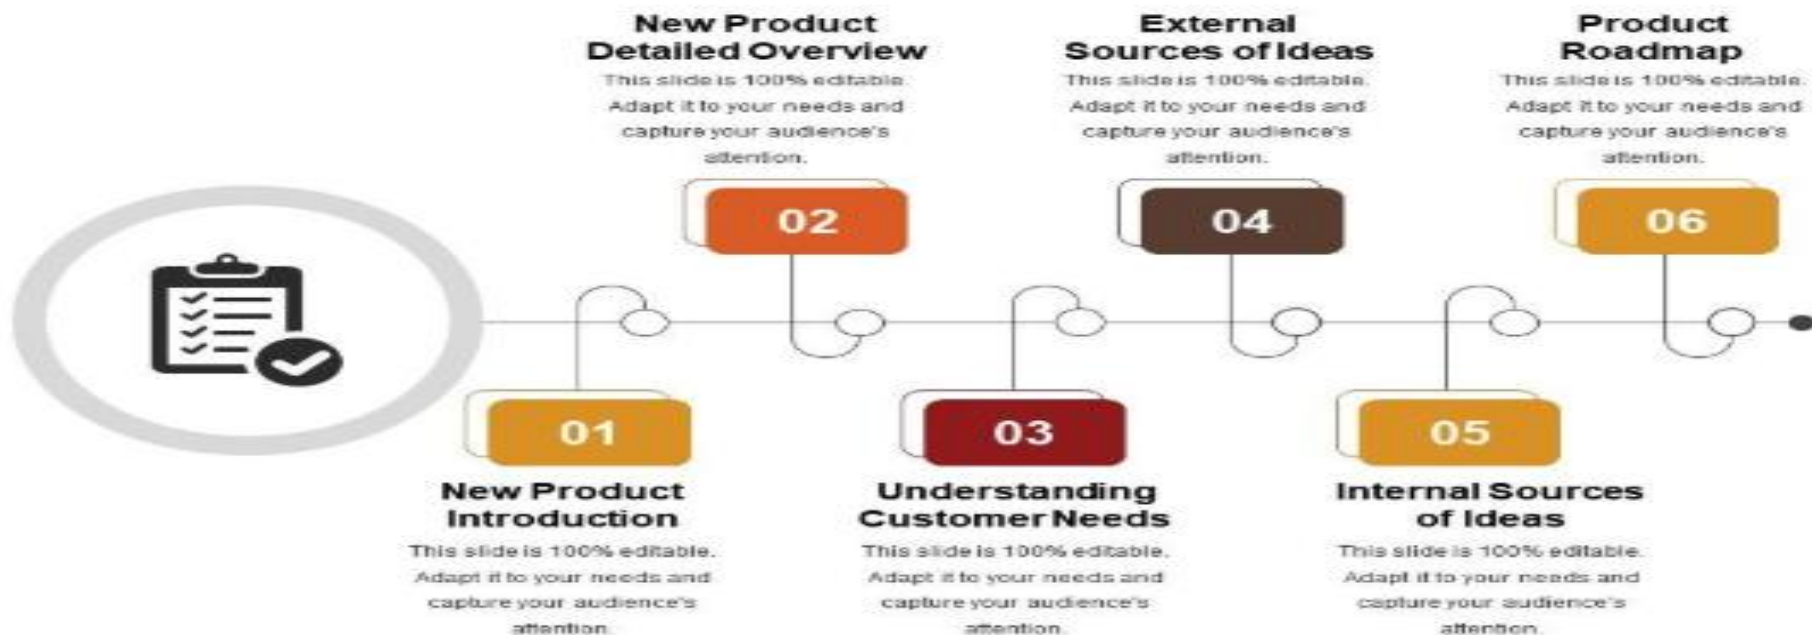 New Product
Detailed Overview
This slide is 100% editable.
Adapt it to your needs and
capture your audience's
attention.
External
Sources of Ideas
This slide is 100% editable.
Adapt it to your needs and
capture your audience's
attention.
Product
Roadmap
This slide is 100% editable.
Adapt it to your needs and
capture your audience's
attention.
02
04
06
01
03
05
New Product
Introduction
This slide is 100% editable.
Adapt it to your needs and
capture your audience's
attention.
Understanding
Customer Needs
This slide is 100% editable.
Adapt it to your needs and
capture your audience's
attention.
Internal Sources
of Ideas
This slide is 100% editable.
Adapt it to your needs and
capture your audience's
attention.